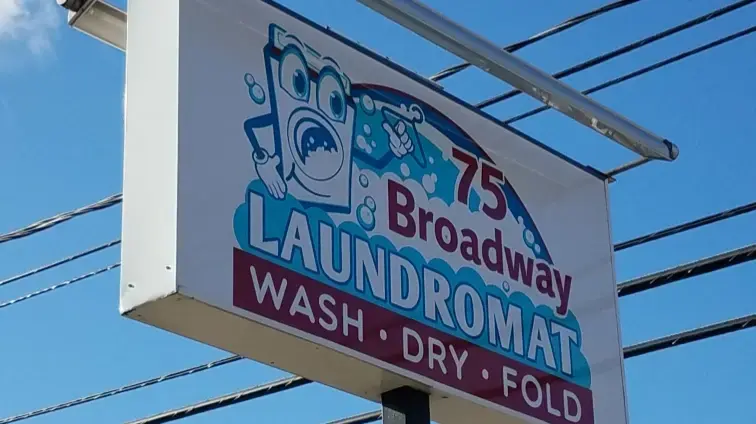 75
Broadway
LAUNDROMAT
WASH • DRY • FOLD